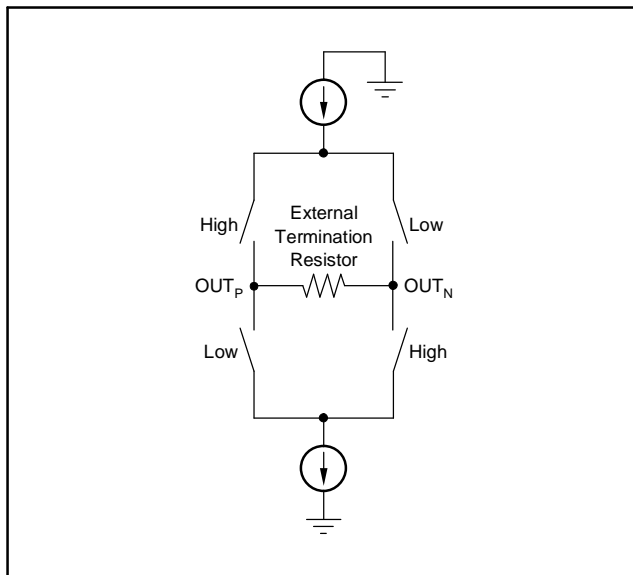 External
Termination
Resistor
High
Low
OUTP
OUTN
Low
High